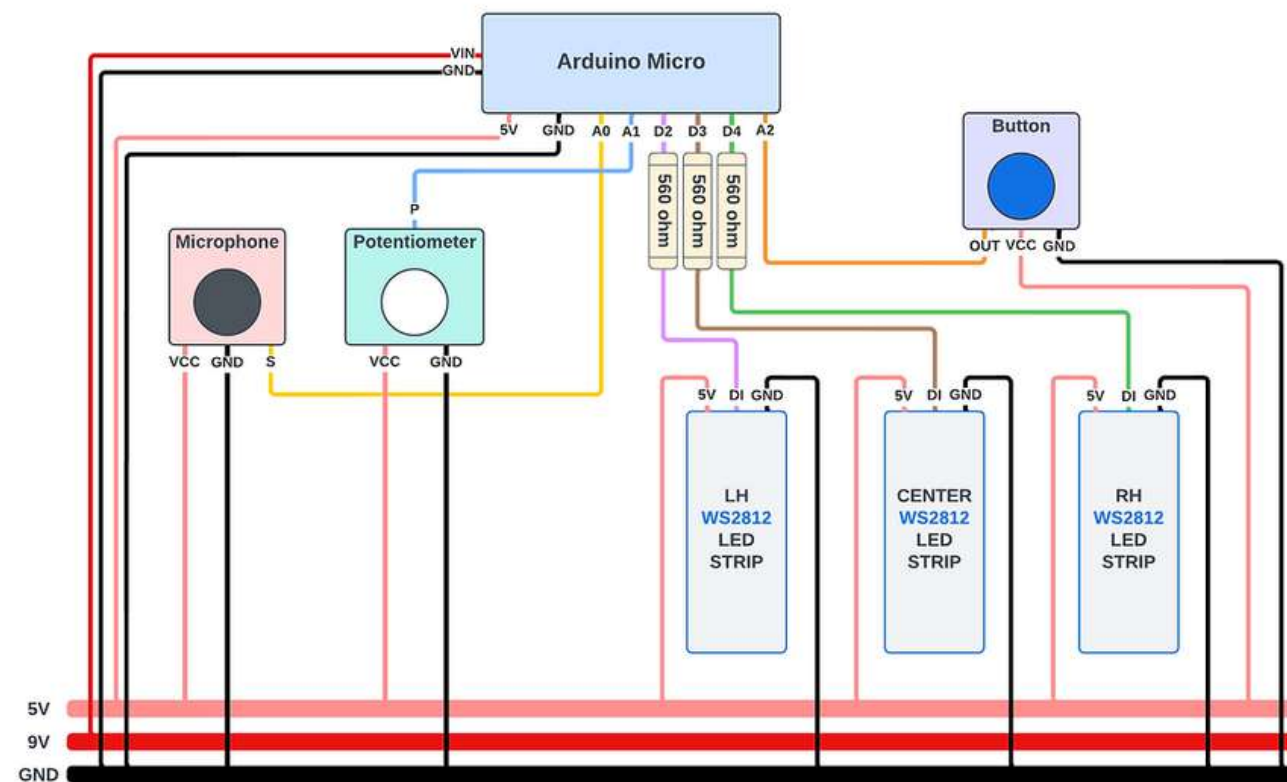 Arduino Micro
VIN
GND
5V
GND
A0
A1
D2
D3
D4
A2
560 ohm
560 ohm
560 ohm
Button
OUT
VCC
GND
P
Microphone
VCC
GND
S
Potentiometer
VCC
GND
5V
DI
GND
LH
WS2812
LED
STRIP
5V
DI
GND
CENTER
WS2812
LED
STRIP
5V
DI
GND
RH
WS2812
LED
STRIP
5V
9V
GND